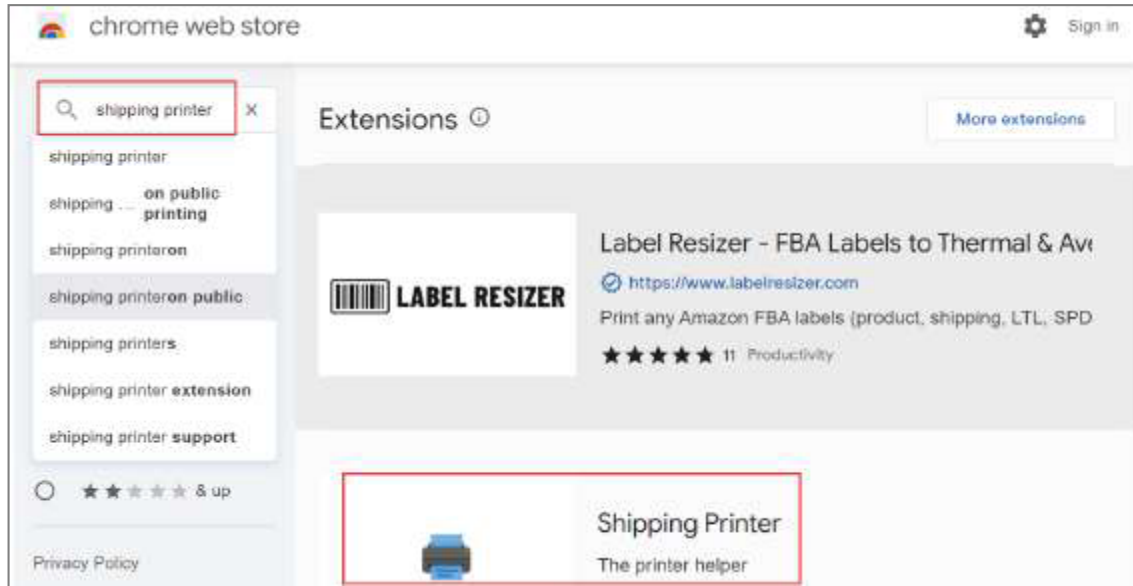 chrome web store
Sign in
shipping printer
×
shipping printer
shipping ... on public printing
shipping printeron
shipping printeron public
shipping printers
shipping printer extension
shipping printer support
& up
Privacy Policy
Extensions
More extensions
LABEL RESIZER
Label Resizer - FBA Labels to Thermal & Ave
https://www.labelresizer.com
Print any Amazon FBA labels (product, shipping, LTL, SPD
11 Productivity
Shipping Printer
The printer helper